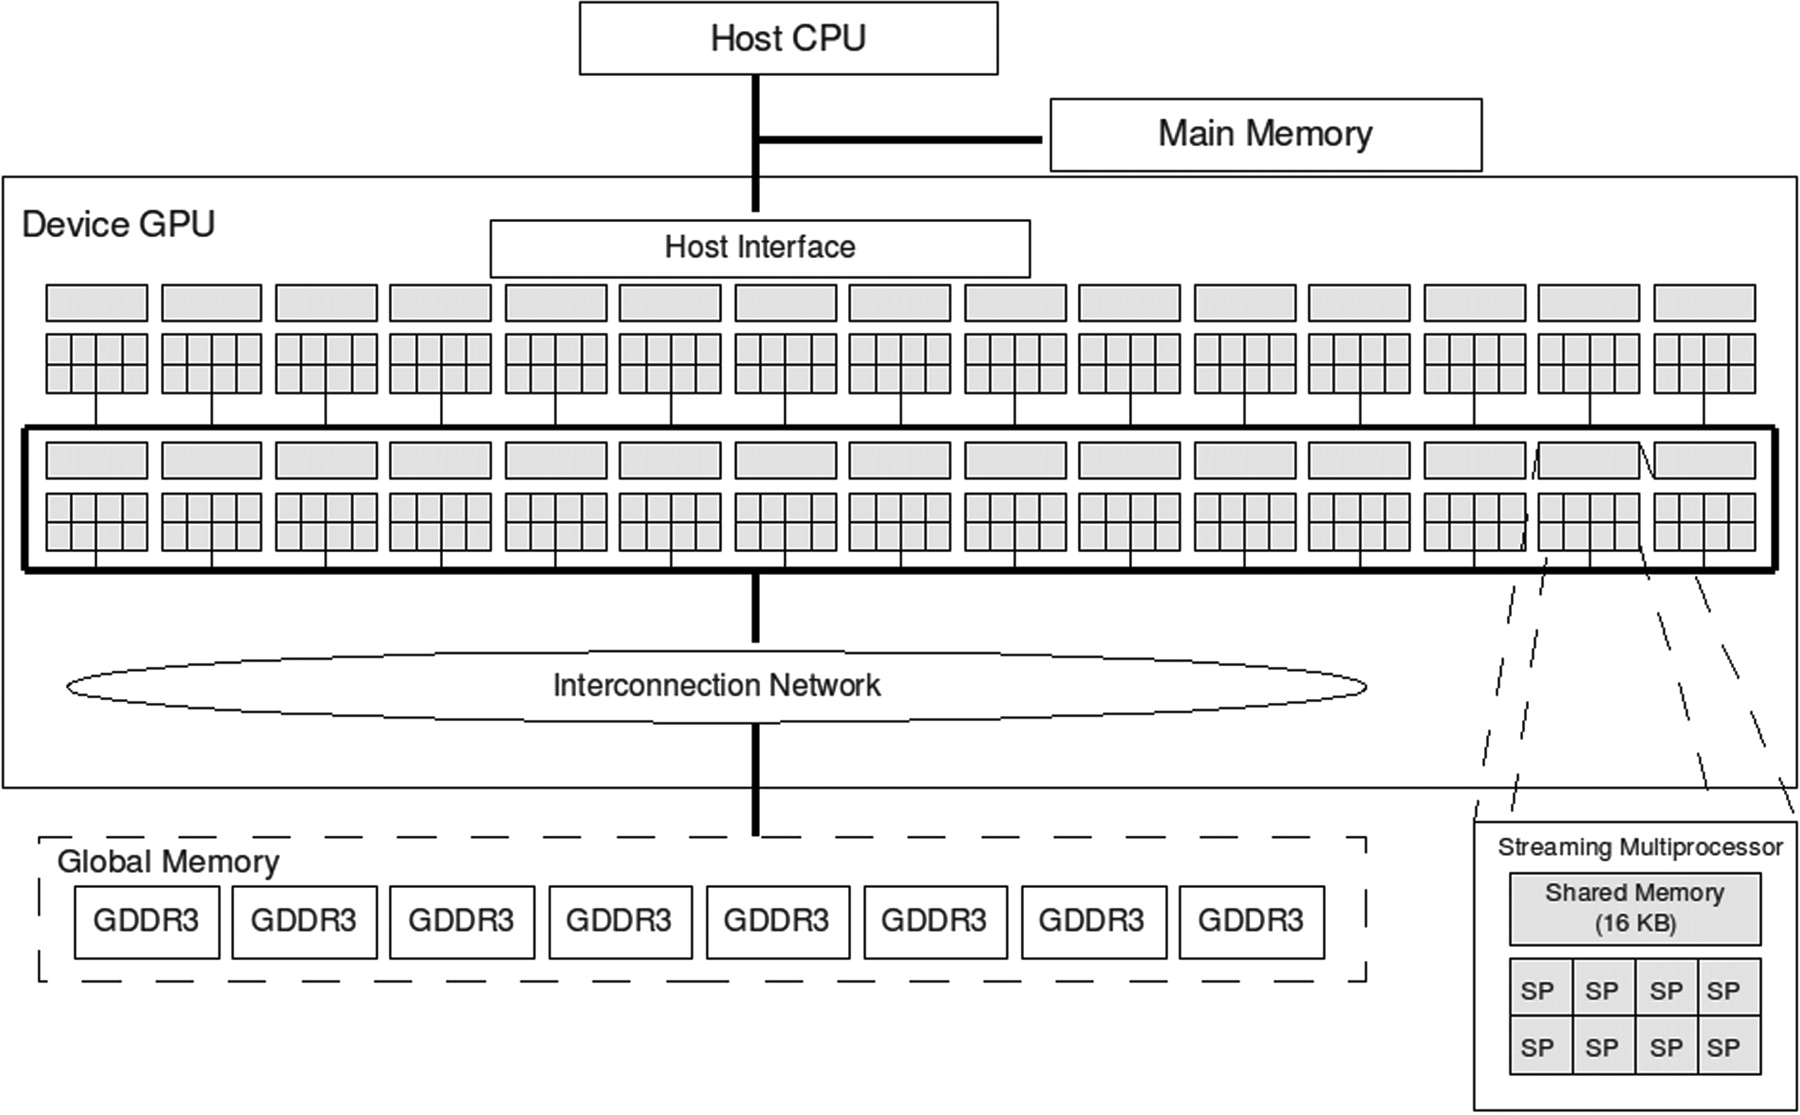 Host CPU
Main Memory
Device GPU
Host Interface
Interconnection Network
Global Memory
GDDR3 GDDR3 GDDR3 GDDR3 GDDR3 GDDR3 GDDR3 GDDR3
Streaming Multiprocessor
Shared Memory
(16 KB)
SP SP SP SP
SP SP SP SP